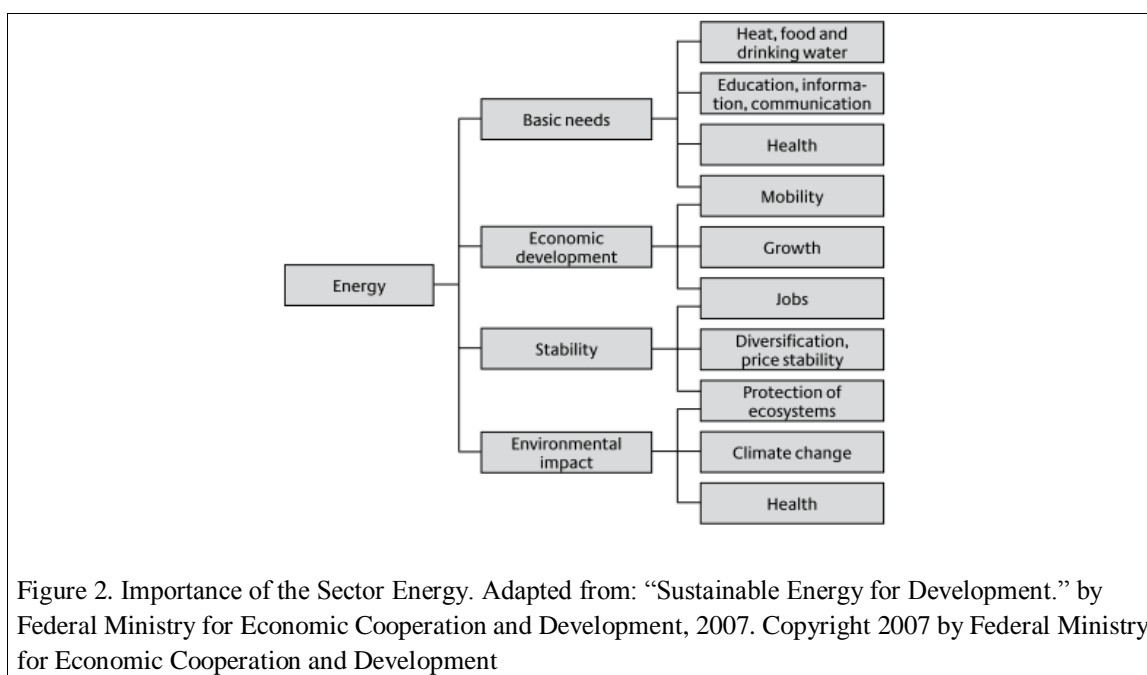 Heat, food and
drinking water
Education, informa-
tion, communication
Basic needs
Health
Mobility
Economic
development
Growth
Energy
Jobs
Stability
Diversification,
price stability
Protection of
ecosystems
Environmental
impact
Climate change
Health
Figure 2. Importance of the Sector Energy. Adapted from: “Sustainable Energy for Development.” by
Federal Ministry for Economic Cooperation and Development, 2007. Copyright 2007 by Federal Ministry
for Economic Cooperation and Development